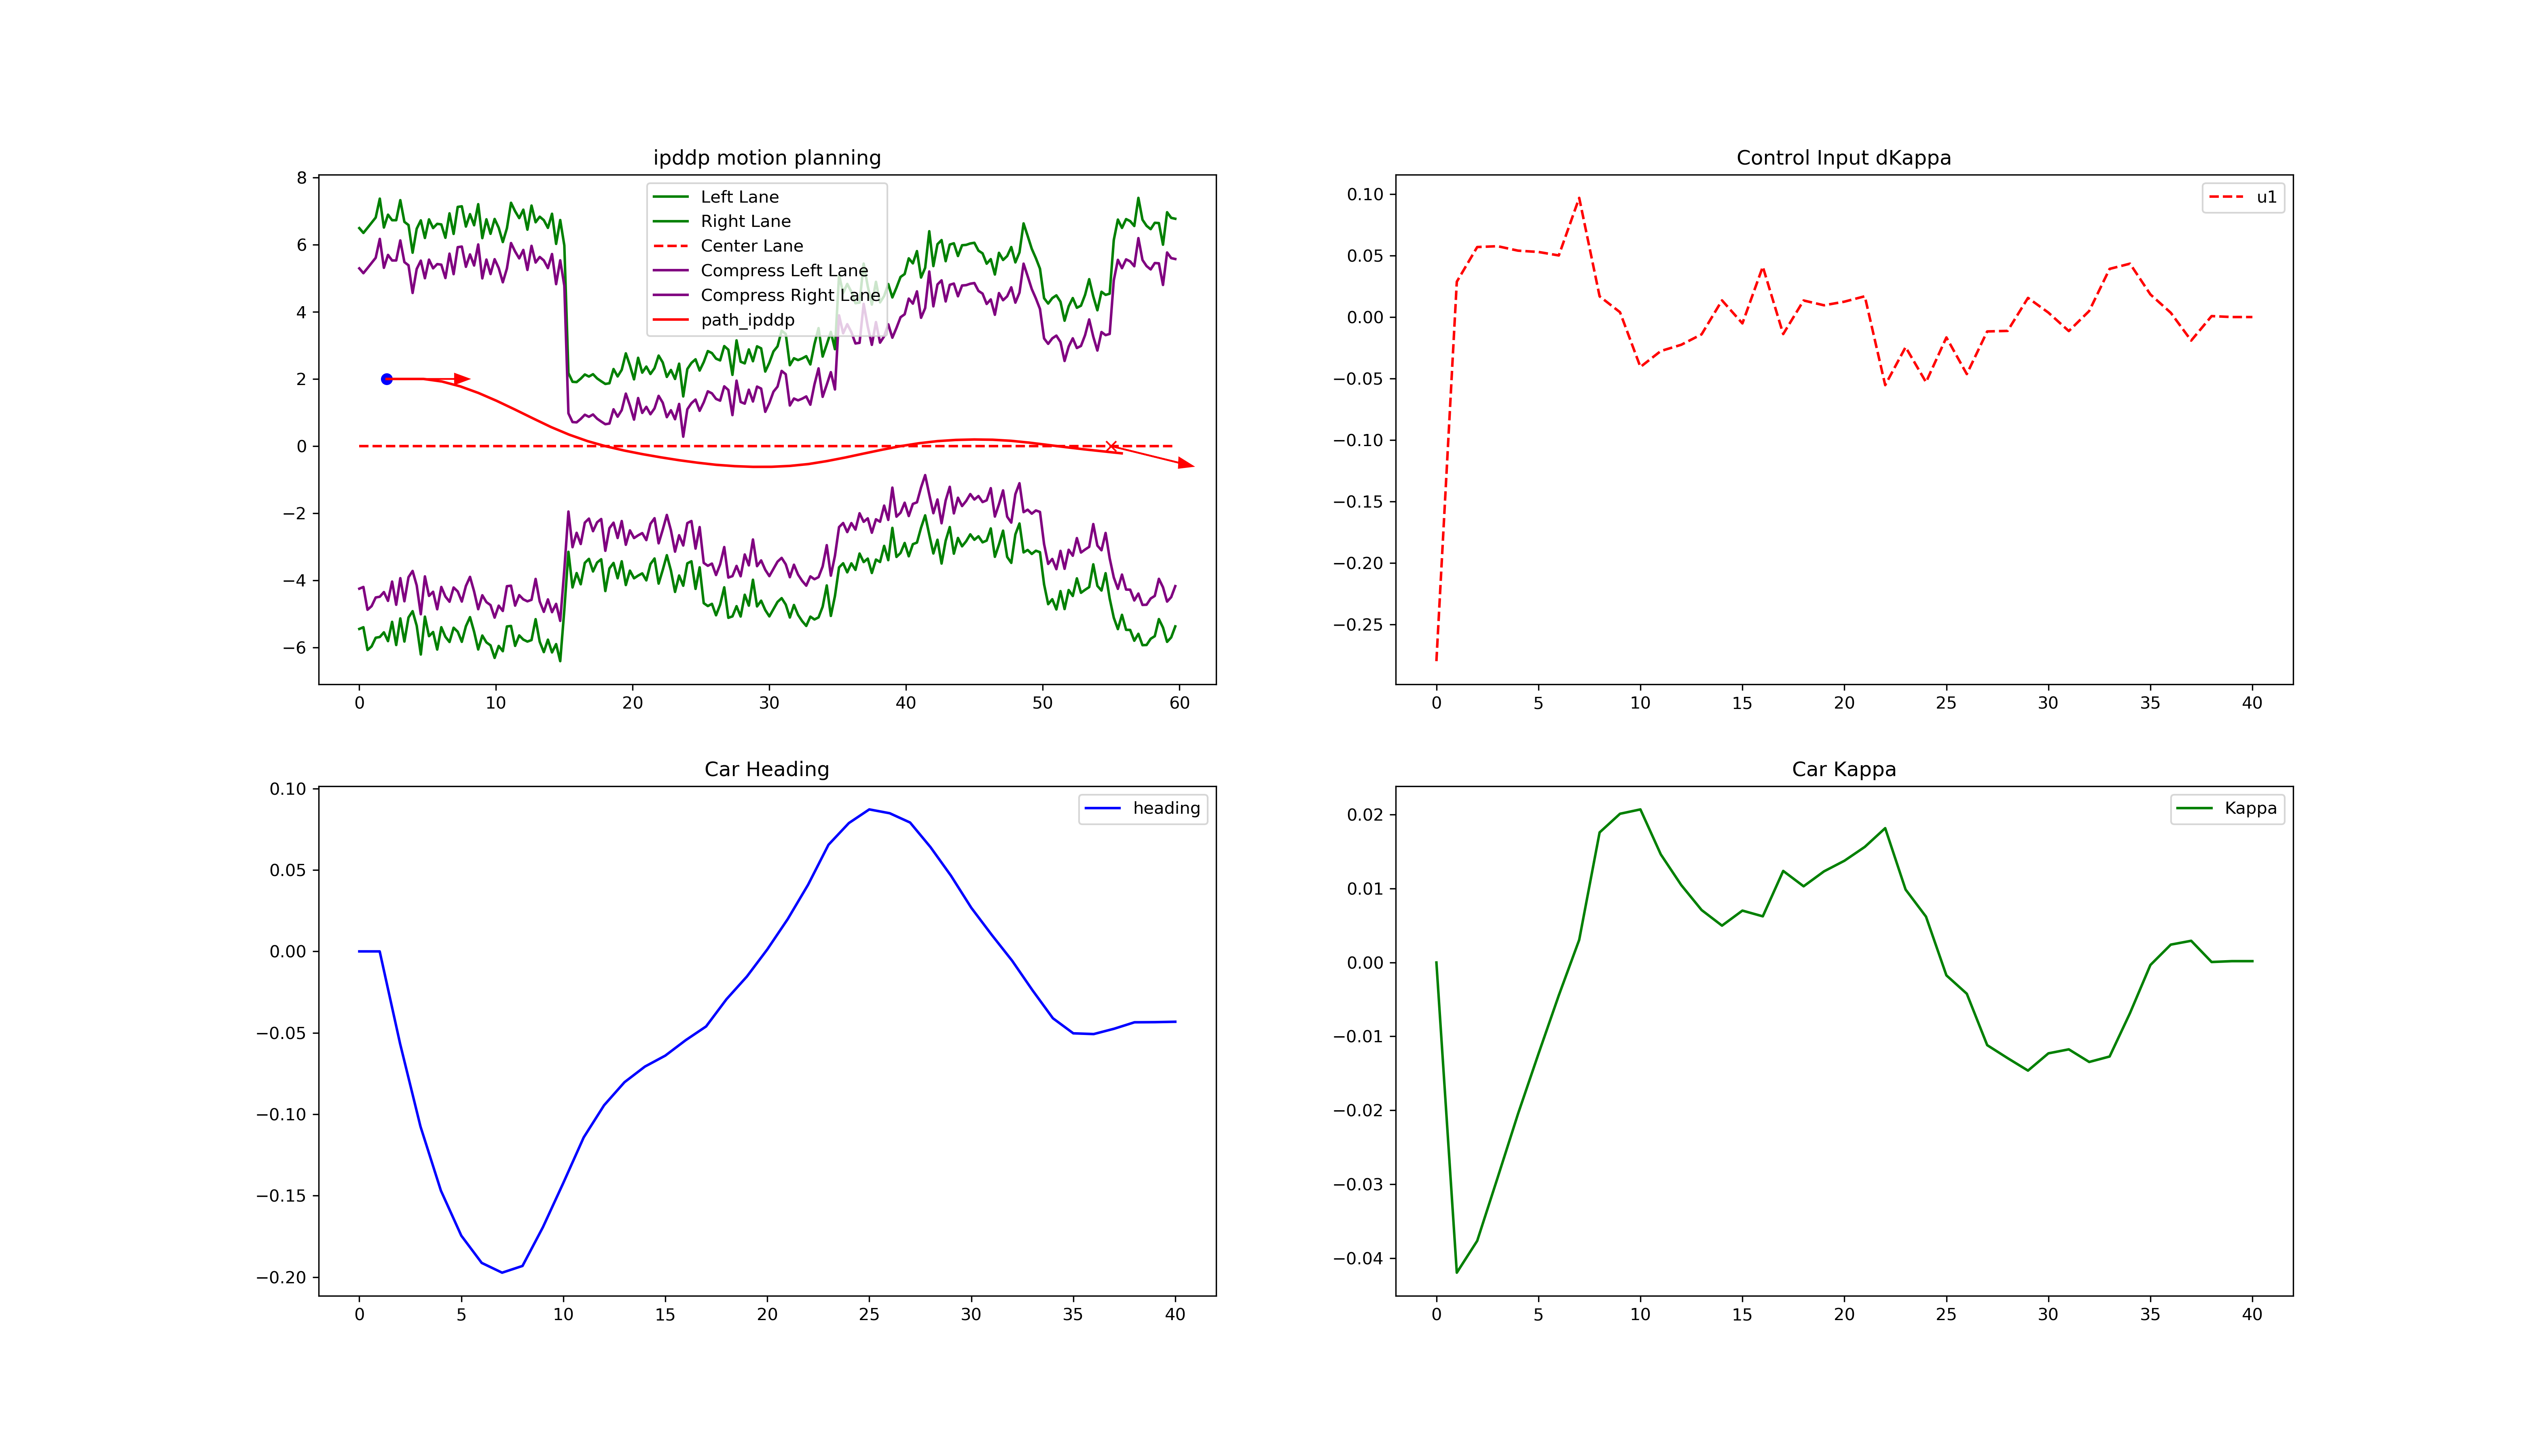 ipddp motion planning
8
6
4
2
0
−2
−4
−6
0 10 20 30 40 50 60
Left Lane
Right Lane
Center Lane
Compress Left Lane
Compress Right Lane
path_ipddp
Control Input dKappa
0.10
0.05
0.00
−0.05
−0.10
−0.15
−0.20
−0.25
0 5 10 15 20 25 30 35 40
u1
Car Heading
0.10
0.05
0.00
−0.05
−0.10
−0.15
−0.20
0 5 10 15 20 25 30 35 40
heading
Car Kappa
0.02
0.01
0.00
−0.01
−0.02
−0.03
−0.04
0 5 10 15 20 25 30 35 40
Kappa